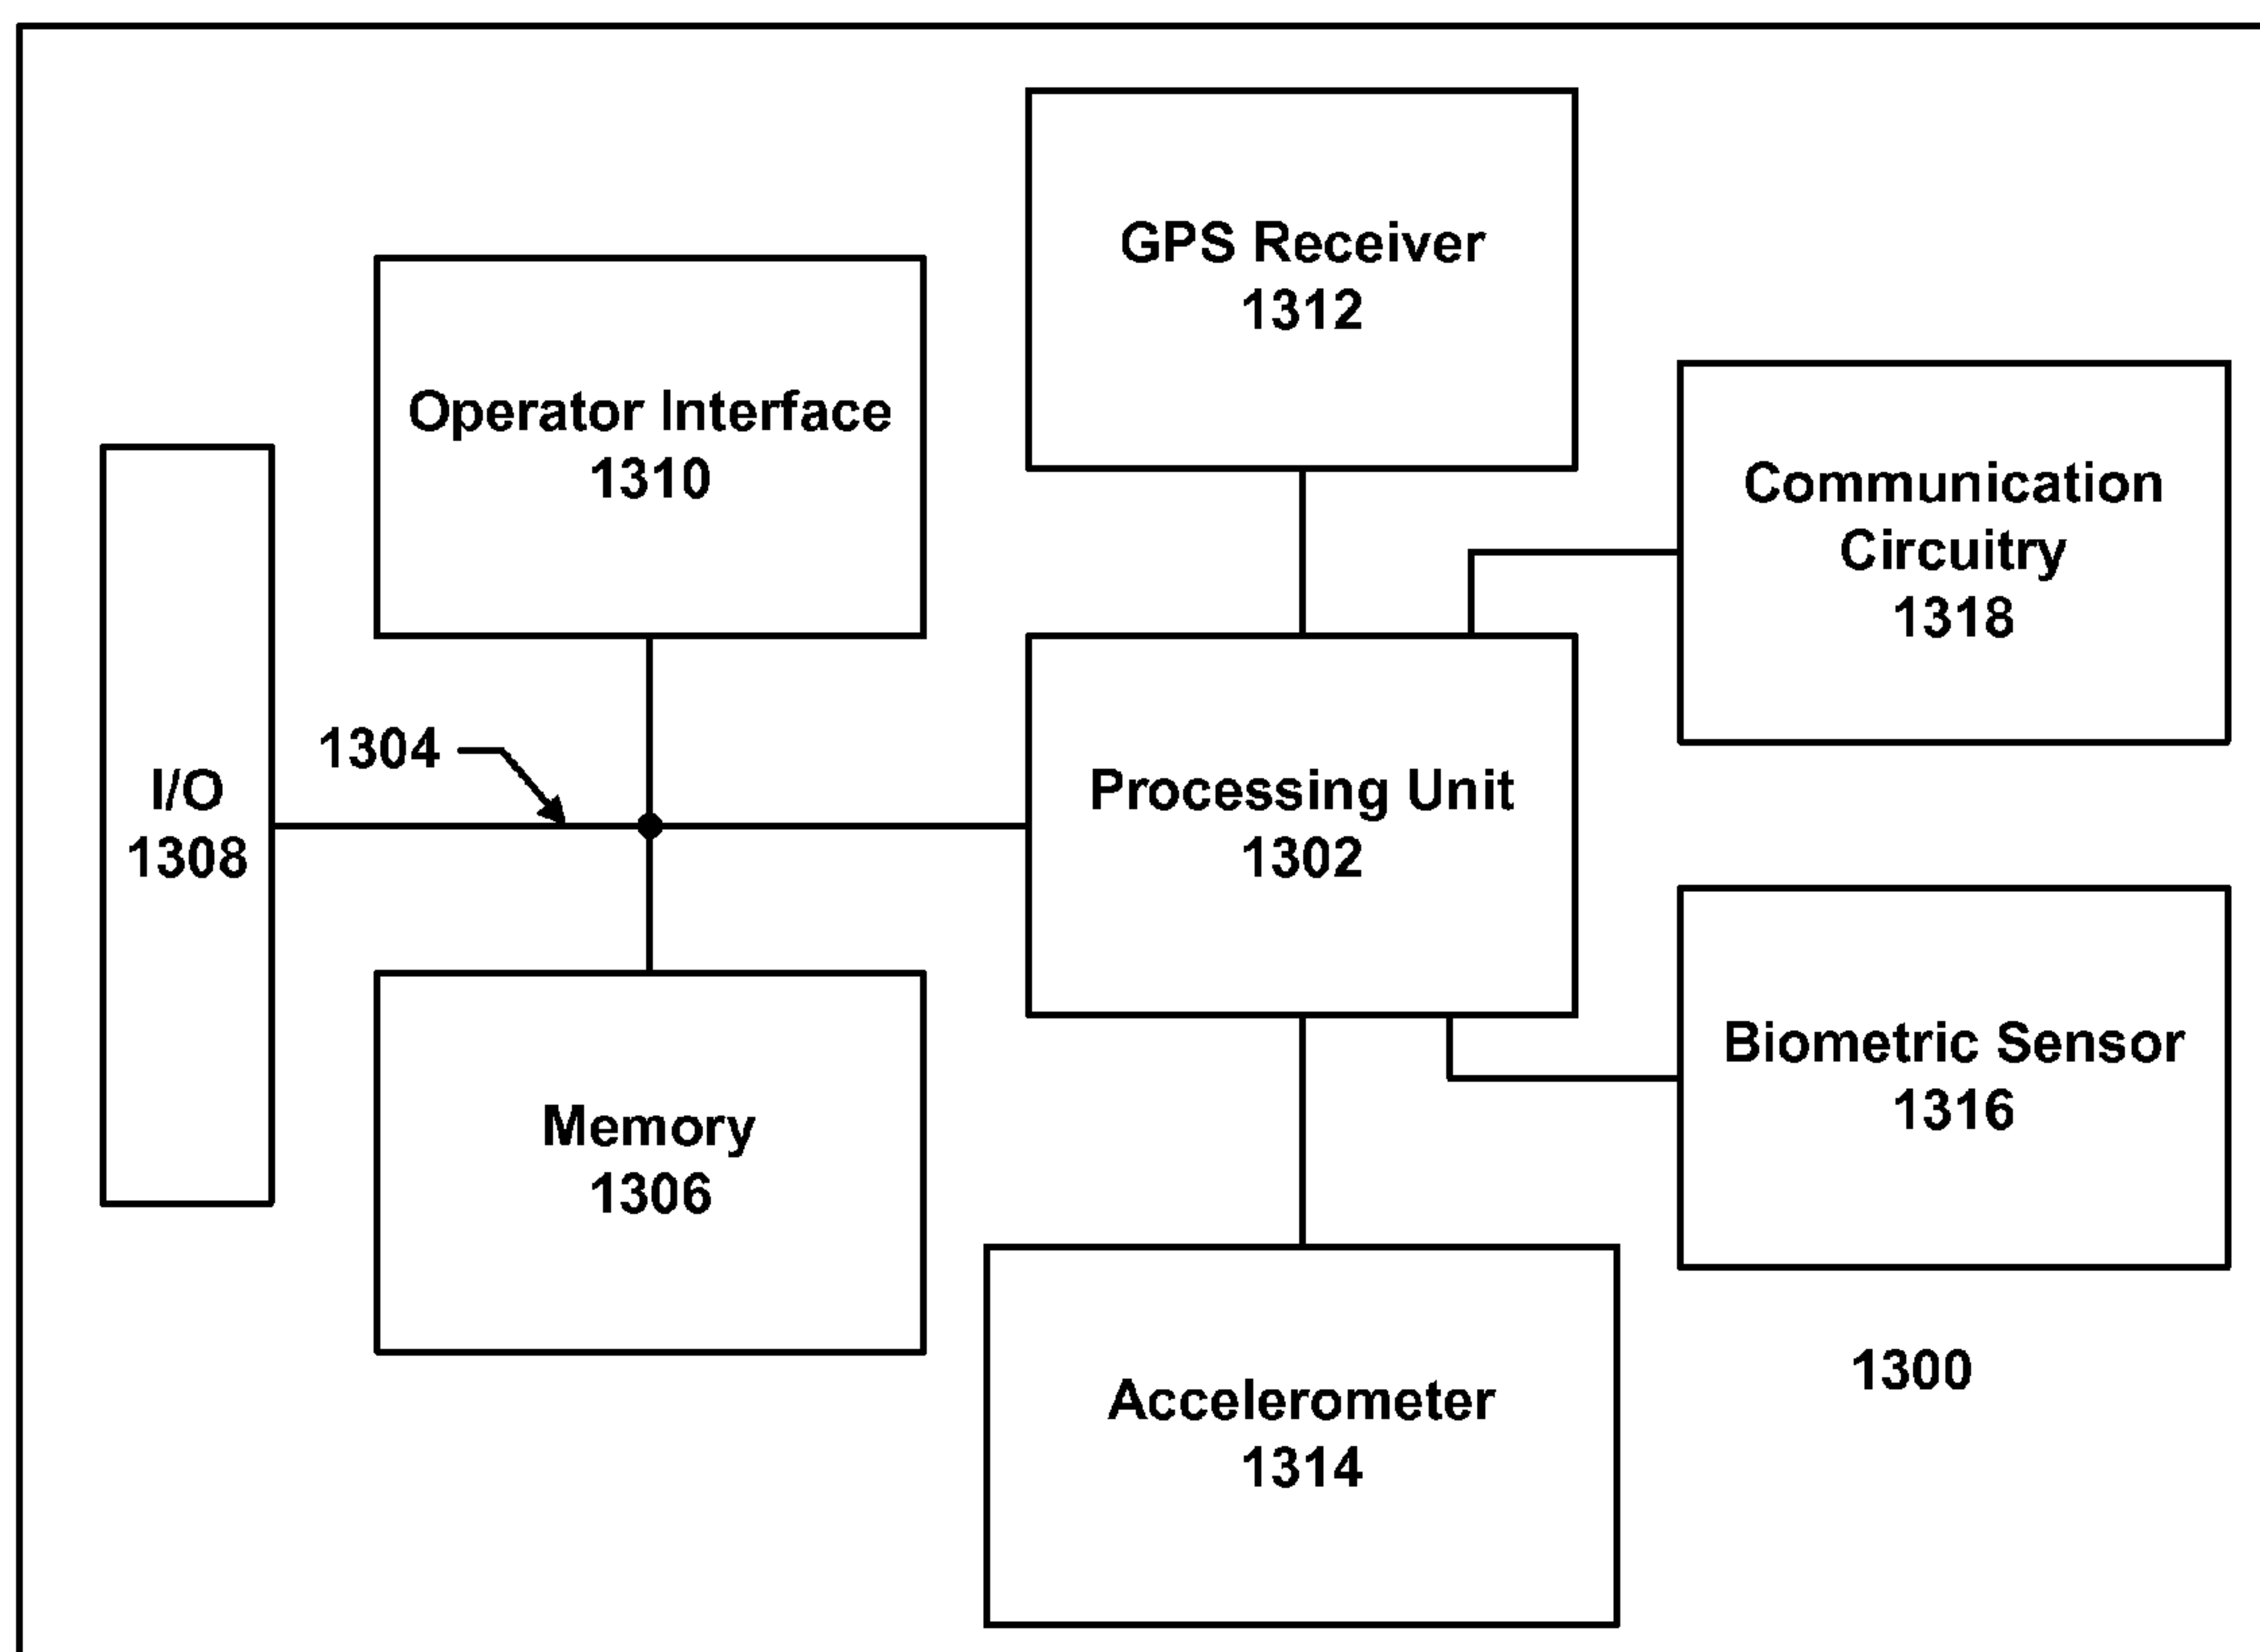 GPS Receiver
1312
Operator Interface
1310
Communication
Circuitry
1318
1304
I/O
1308
Processing Unit
1302
Biometric Sensor
1316
Memory
1306
1300
Accelerometer
1314